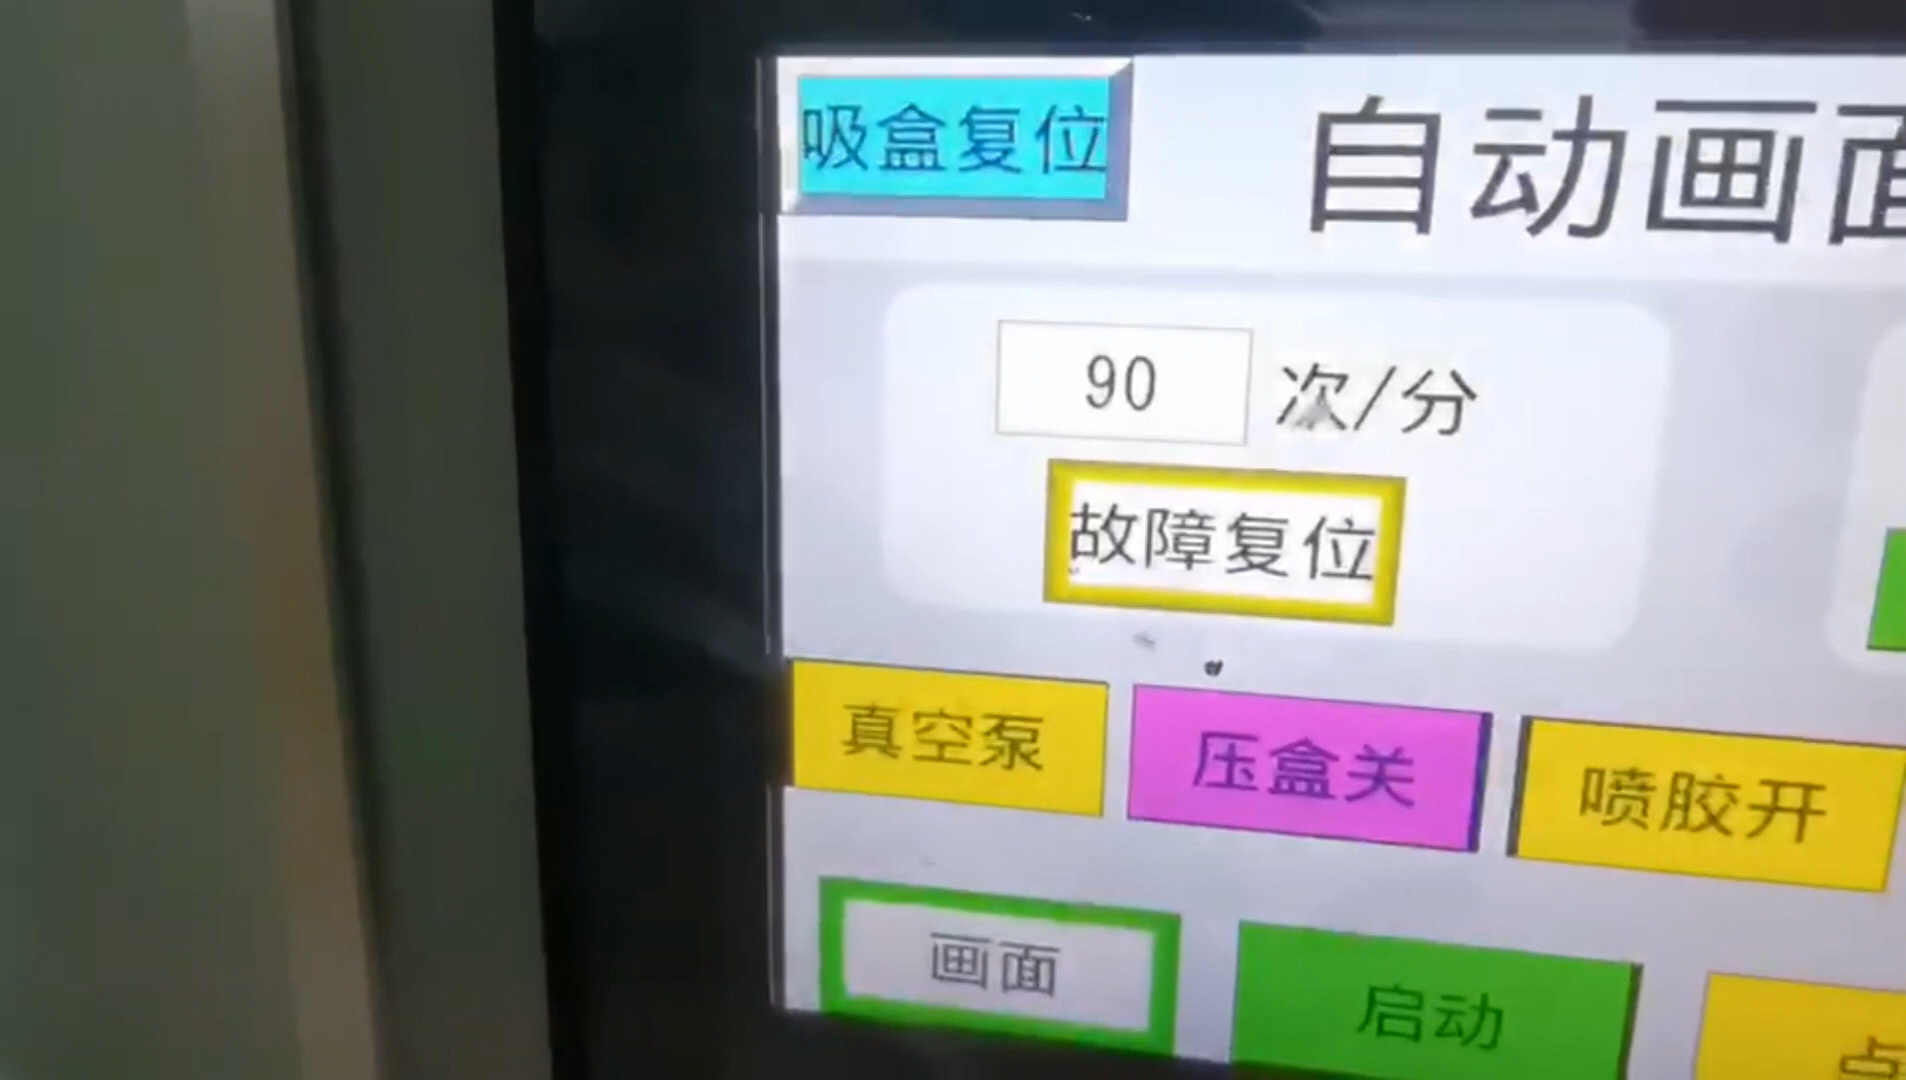 吸盒复位
自动画面
90 次/分
故障复位
真空泵 压盒关 喷胶开
画面 启动 点